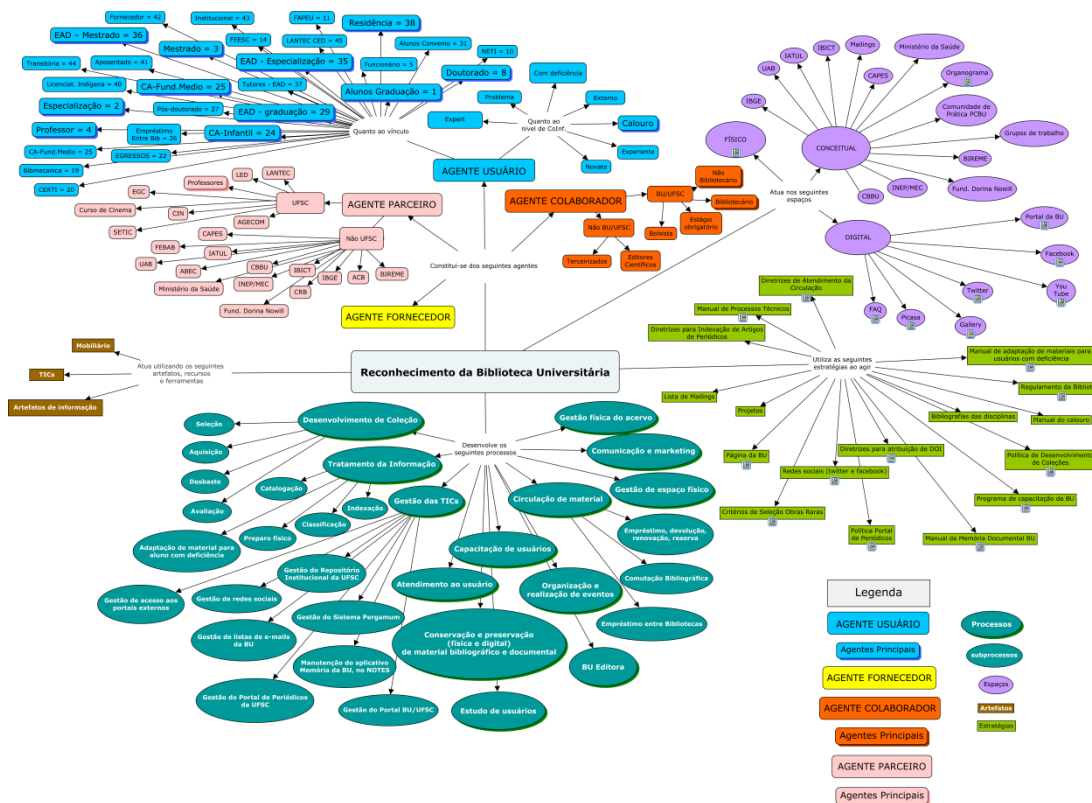 Fornecedor = 42
Institucional = 43
FAPEU = 11
Residência = 38
EAD – Mestrado = 36
FEESC = 14
LANTEC CED = 45
Alunos Convenio = 31
Mestrado = 3
NETI = 10
Transitória = 44
Aposentado = 41
EAD - Especialização = 35
Funcionário = 5
Doutorado = 8
Licenciat. Indígena = 40
CA-Fund.Medio = 25
Tutores - EAD = 37
Alunos Graduação = 1
Especialização = 2
Pós-doutorado = 27
EAD - graduação = 29
Professor = 4
Empréstimo
Entre Bib = 26
CA-Infantil = 24
Quanto ao vínculo
CA-Fund.Medio = 25
EGRESSOS = 22
Bibmecanica = 19
CERTI = 20
Com deficiência
Problema
Externo
Expert
Quanto ao
nível de CoInf.
Calouro
Experiente
Novato
AGENTE USUÁRIO
LANTEC
LED
Professores
UFSC
EGC
Curso de Cinema
CIN
SETIC
AGECOM
AGENTE PARCEIRO
CAPES
Não UFSC
FEBAB
IATUL
UAB
ABEC
CBBU
IBICT
ACB
BIREME
Ministério da Saúde
INEP/MEC
IBGE
CRB
Fund. Dorina Nowill
AGENTE COLABORADOR
BU/UFSC
Não
Bibliotecário
Bibliotecário
Estágio
obrigatório
Bolsista
Não BU/UFSC
Terceirizados
Editores
Científicos
Constitui-se dos seguintes agentes
AGENTE FORNECEDOR
FÍSICO
Atua nos seguintes
espaços
CONCEITUAL
IBGE
UAB
IATUL
IBICT
Mailings
CAPES
Ministério da Saúde
Organograma
Comunidade de
Prática PCBU
Grupos de trabalho
BIREME
Fund. Dorina Nowill
INEP/MEC
CBBU
DIGITAL
Portal da BU
Facebook
You
Tube
Twitter
Gallery
Picasa
FAQ
Mobiliário
TICs
Artefatos de informação
Atua utilizando os seguintes
artefatos, recursos
e ferramentas
Reconhecimento da Biblioteca Universitária
Diretrizes de Atendimento da
Circulação
Manual de Processos Técnicos
Diretrizes para Indexação de Artigos
de Periódicos
Utiliza as seguintes
estratégias ao agir
Manual de adaptação de materiais para
usuários com deficiência
Lista de Mailings
Projetos
Regulamento da Bibliot
Bibliografias das disciplinas
Manual do calouro
Página da BU
Diretrizes para atribuição de DOI
Política de Desenvolvimento
de Coleções
Redes sociais (twitter e facebook)
Programa de capacitação da BU
Critérios de Seleção Obras Raras
Política Portal
de Periódicos
Manual da Memória Documental BU
Desenvolve os
seguintes processos
Desenvolvimento de Coleção
Seleção
Aquisição
Desbaste
Avaliação
Tratamento da Informação
Catalogação
Indexação
Classificação
Preparo físico
Adaptação de material para
aluno com deficiência
Gestão das TICs
Gestão do Repositório
Institucional da UFSC
Gestão de acesso aos
portais externos
Gestão de redes sociais
Gestão do Sistema Pergamum
Gestão de listas de e-mails
da BU
Manutenção do aplicativo
Memória da BU, no NOTES
Gestão do Portal de Periódicos
da UFSC
Gestão do Portal BU/UFSC
Gestão física do acervo
Comunicação e marketing
Gestão de espaço físico
Circulação de material
Empréstimo, devolução,
renovação, reserva
Comutação Bibliográfica
Empréstimo entre Bibliotecas
Capacitação de usuários
Atendimento ao usuário
Organização e
realização de eventos
Conservação e preservação
(física e digital)
de material bibliográfico e documental
BU Editora
Estudo de usuários
Legenda
AGENTE USUÁRIO
Agentes Principais
AGENTE FORNECEDOR
AGENTE COLABORADOR
Agentes Principais
AGENTE PARCEIRO
Agentes Principais
Processos
subprocessos
Espaços
Artefatos
Estratégias